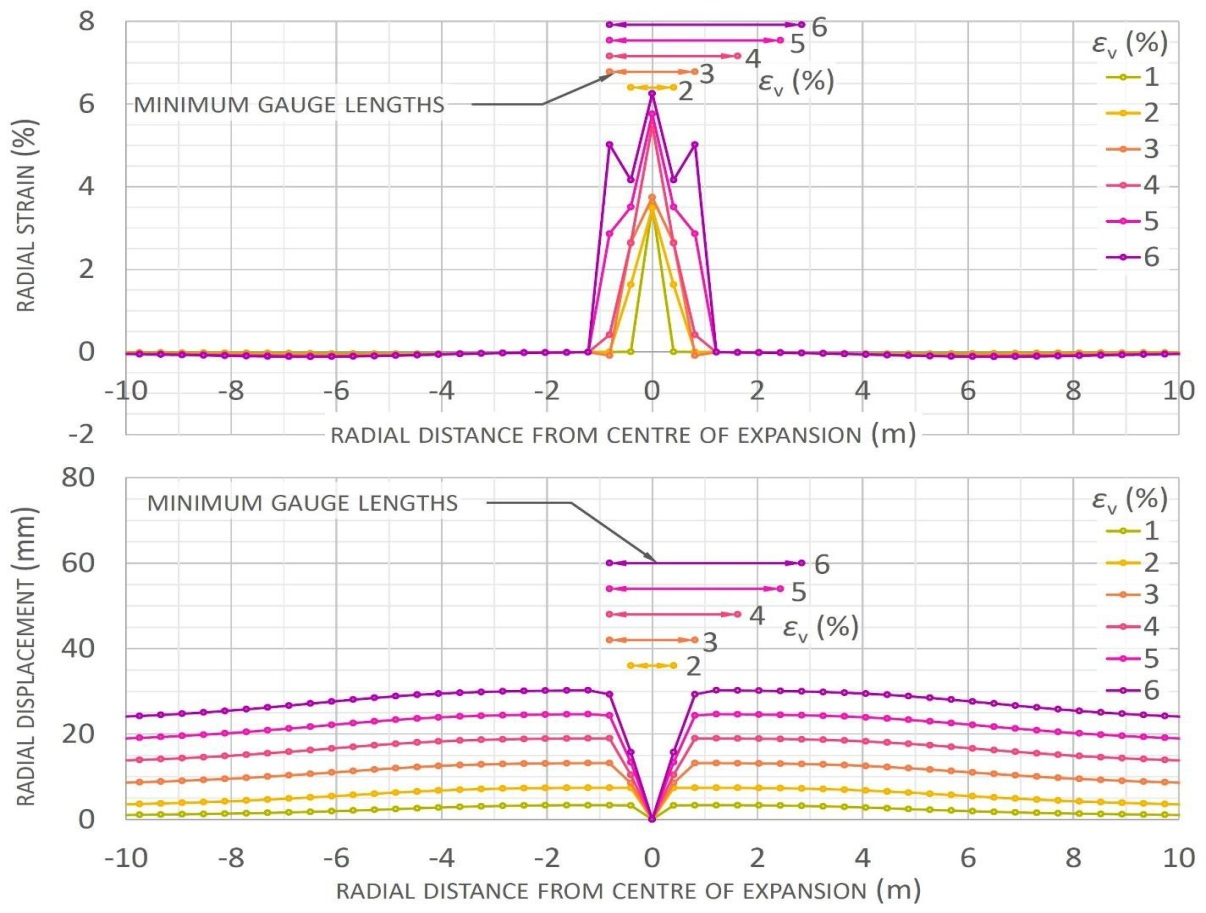 8
6
4
2
0
-2
RADIAL STRAIN (%)
6
5
4
3
2
εv (%)
MINIMUM GAUGE LENGTHS
εv (%)
1
2
3
4
5
6
-10 -8 -6 -4 -2 0 2 4 6 8 10
RADIAL DISTANCE FROM CENTRE OF EXPANSION (m)
80
60
40
20
0
RADIAL DISPLACEMENT (mm)
MINIMUM GAUGE LENGTHS
6
5
4
εv (%)
3
2
εv (%)
1
2
3
4
5
6
-10 -8 -6 -4 -2 0 2 4 6 8 10
RADIAL DISTANCE FROM CENTRE OF EXPANSION (m)